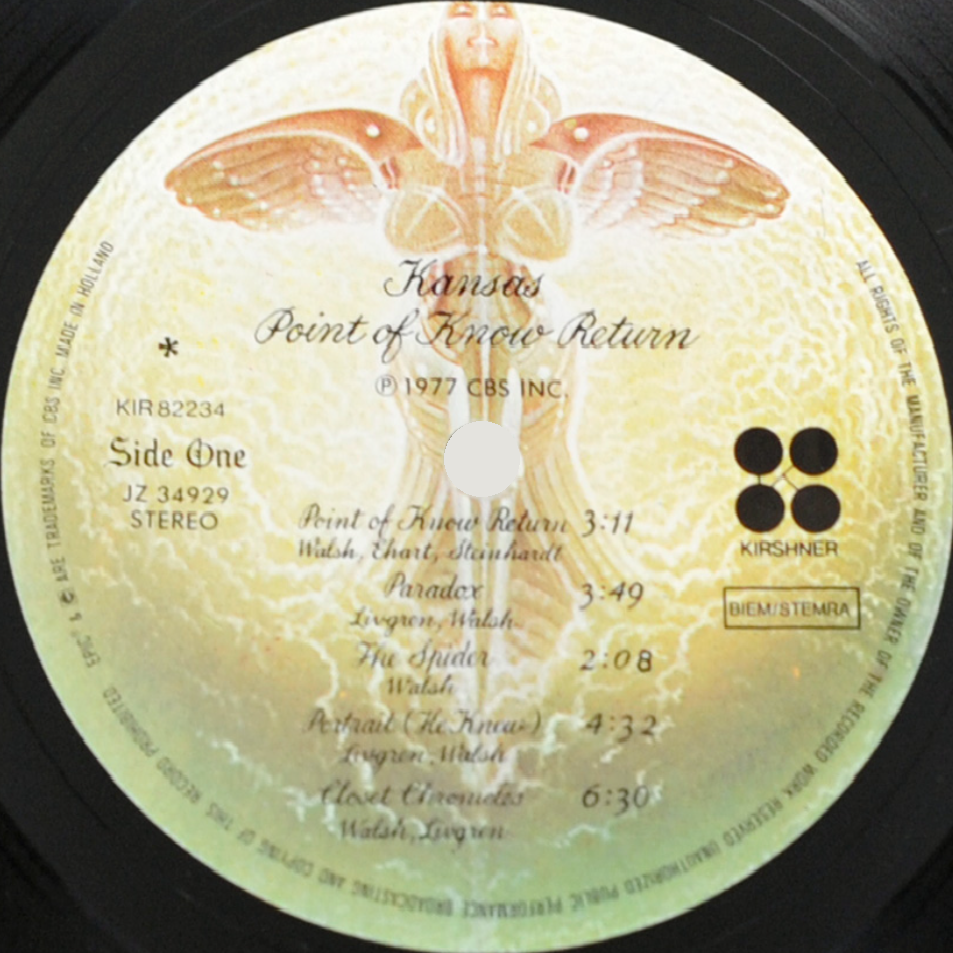 Kansas
Point of Know Return
℗ 1977 CBS INC.
*
KIR 82234
Side One
JZ 34929
STEREO
KIRSHNER
BIEM/STEMRA
Point of Know Return 3:11
Walsh, Ehart, Steinhardt
Paradox 3:49
Livgren, Walsh
The Spider 2:08
Walsh
Portrait (He Knew) 4:32
Livgren, Walsh
Closet Chronicles 6:30
Walsh, Livgren
ALL RIGHTS OF THE MANUFACTURER AND OF THE OWNER OF THE RECORDED WORK RESERVED UNAUTHORIZED PUBLIC PERFORMANCE BROADCASTING AND COPYING OF THIS RECORD PROHIBITED. EPIC & ARE TRADEMARKS OF CBS INC. MADE IN HOLLAND